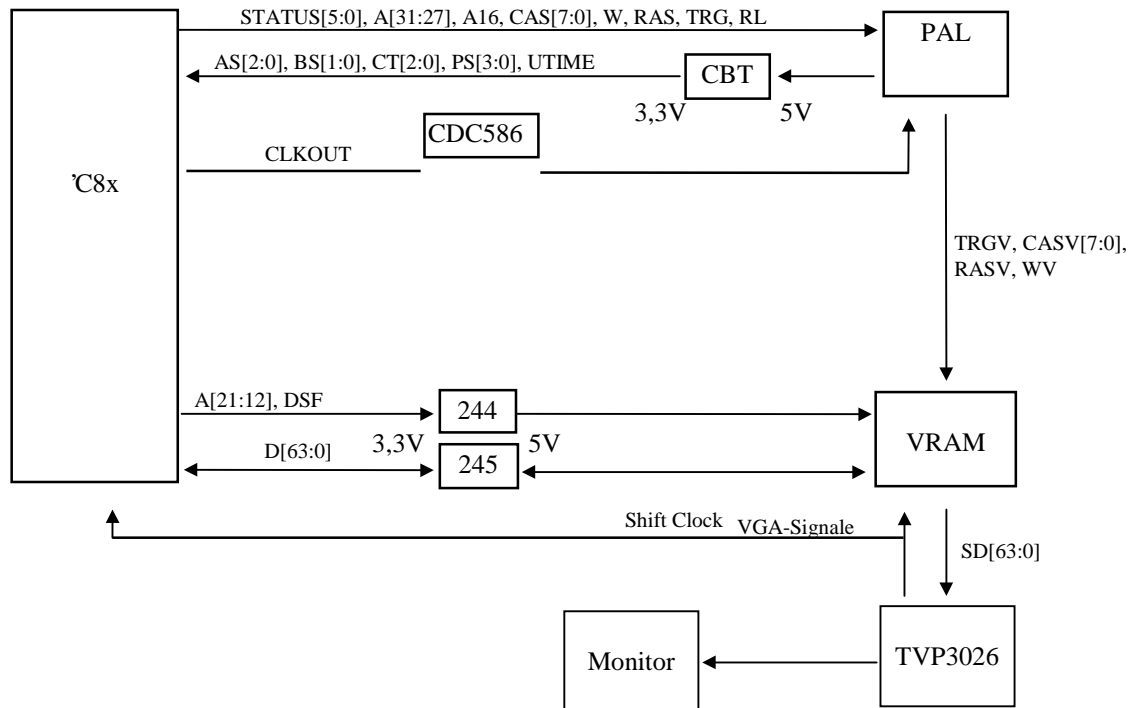 STATUS[5:0], A[31:27], A16, CAS[7:0], W, RAS, TRG, RL
PAL
AS[2:0], BS[1:0], CT[2:0], PS[3:0], UTIME
CBT
3,3V
5V
CDC586
CLKOUT
'C8x
TRGV, CASV[7:0],
RASV, WV
A[21:12], DSF
244
3,3V
5V
VRAM
D[63:0]
245
Shift Clock
VGA-Signale
SD[63:0]
Monitor
TVP3026